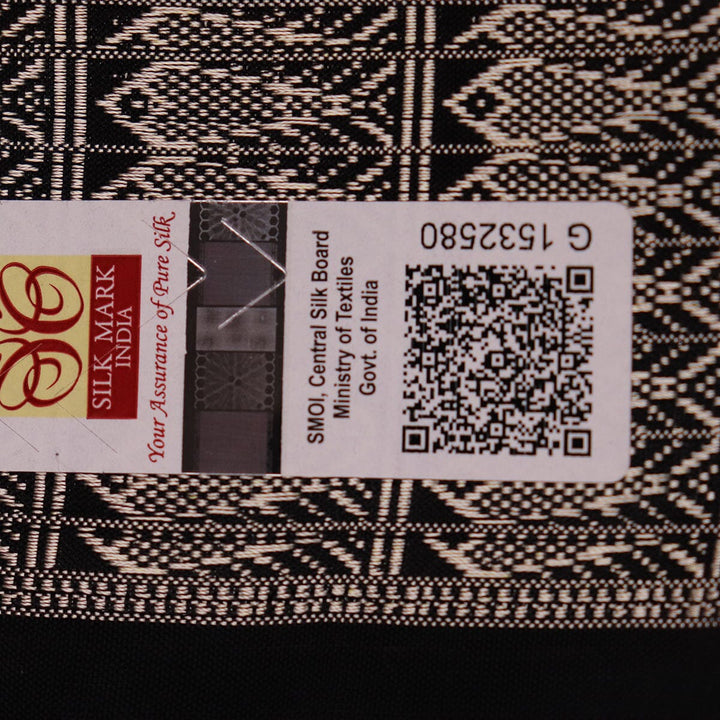 SILK MARK
INDIA
Your Assurance of Pure Silk
SMOI, Central Silk Board
Ministry of Textiles
Govt. of India
G 1532580